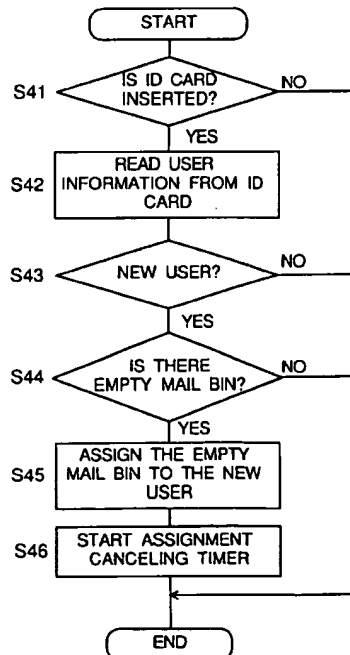 START
S41
IS ID CARD
INSERTED?
NO
YES
S42
READ USER
INFORMATION FROM ID
CARD
S43
NEW USER?
NO
YES
S44
IS THERE
EMPTY MAIL BIN?
NO
YES
S45
ASSIGN THE EMPTY
MAIL BIN TO THE NEW
USER
S46
START ASSIGNMENT
CANCELING TIMER
END